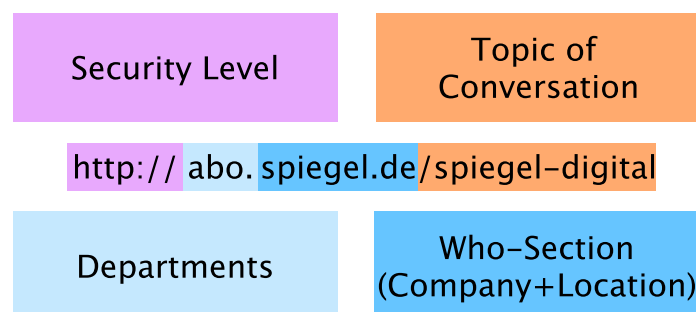 Security Level
Topic of
Conversation
http:// abo.spiegel.de/spiegel-digital
Departments
Who-Section
(Company+Location)